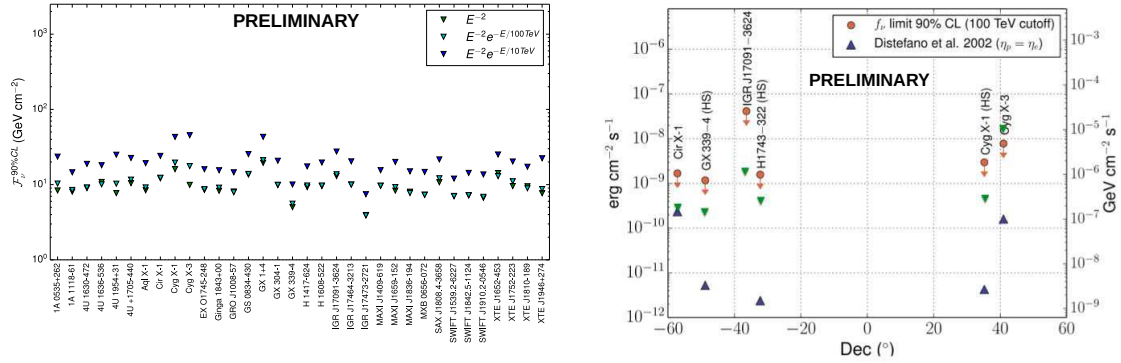 PRELIMINARY
E^{-2}
E^{-2}e^{-E/100TeV}
E^{-2}e^{-E/10TeV}
10^3
10^2
10^1
10^0
F_ν^{90%CL} (GeV cm^{-2})
1A 0535+262
1A 1118-61
4U 1630-472
4U 1636-536
4U 1954+31
4U +1705-440
Aql X-1
Cir X-1
Cyg X-1
Cyg X-3
EX O1745-248
Ginga 1843+00
GRO J1008-57
GS 0834-430
GX 1+4
GX 304-1
GX 339-4
H 1417-624
H 1608-522
IGR J17091-3624
IGR J17464-3213
IGR J17473-2721
MAXI J1409-619
MAXI J1659-152
MAXI J1836-194
MXB 0656-072
SAX J1808.4-3658
SWIFT J1539.2-6227
SWIFT J1842.5-124
SWIFT J1910.2-0546
XTE J1652-453
XTE J1752-223
XTE J1810-189
XTE J1946+274
f_ν limit 90% CL (100 TeV cutoff)
Distefano et al. 2002 (η_p = η_e)
PRELIMINARY
Cir X-1
GX 339−4 (HS)
IGR J17091−3624
H1743−322 (HS)
Cyg X-1 (HS)
Cyg X-3
10^{−6}
10^{−7}
10^{−8}
10^{−9}
10^{−10}
10^{−11}
10^{−12}
erg cm^{−2} s^{−1}
10^{−3}
10^{−4}
10^{−5}
10^{−6}
10^{−7}
10^{−8}
10^{−9}
GeV cm^{−2} s^{−1}
−60 −40 −20 0 20 40 60
Dec (°)